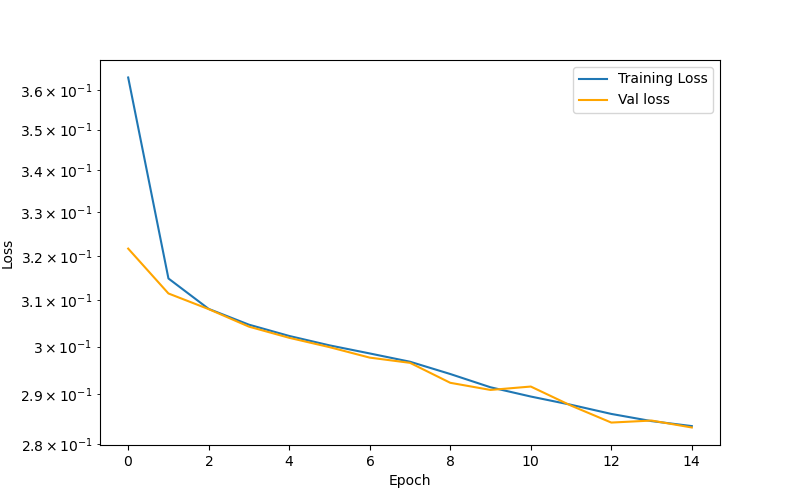 Training Loss
Val loss
3.6 × 10⁻¹
3.5 × 10⁻¹
3.4 × 10⁻¹
3.3 × 10⁻¹
3.2 × 10⁻¹
3.1 × 10⁻¹
3 × 10⁻¹
2.9 × 10⁻¹
2.8 × 10⁻¹
Loss
0 2 4 6 8 10 12 14
Epoch